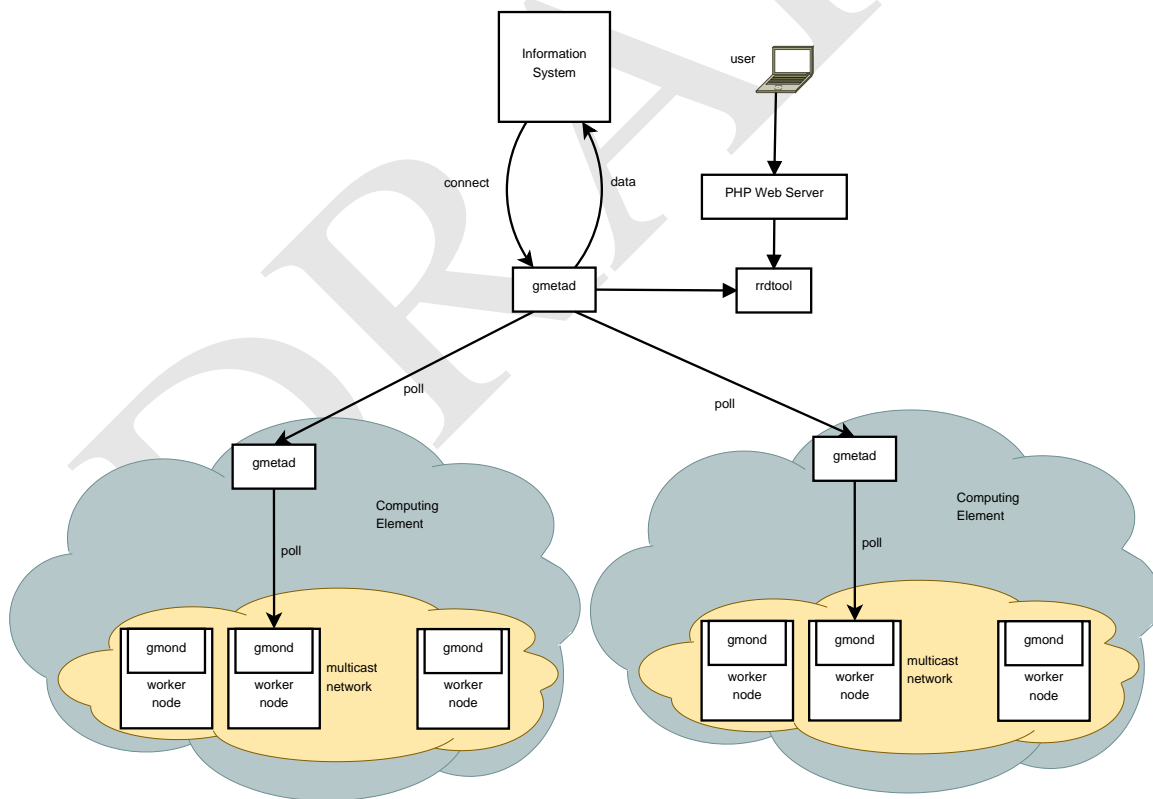 Information
System
user
connect
data
PHP Web Server
gmetad
rrdtool
poll
poll
gmetad
gmetad
Computing
Element
Computing
Element
poll
poll
gmond
worker
node
gmond
worker
node
multicast
network
gmond
worker
node
gmond
worker
node
gmond
worker
node
multicast
network
gmond
worker
node
DRA